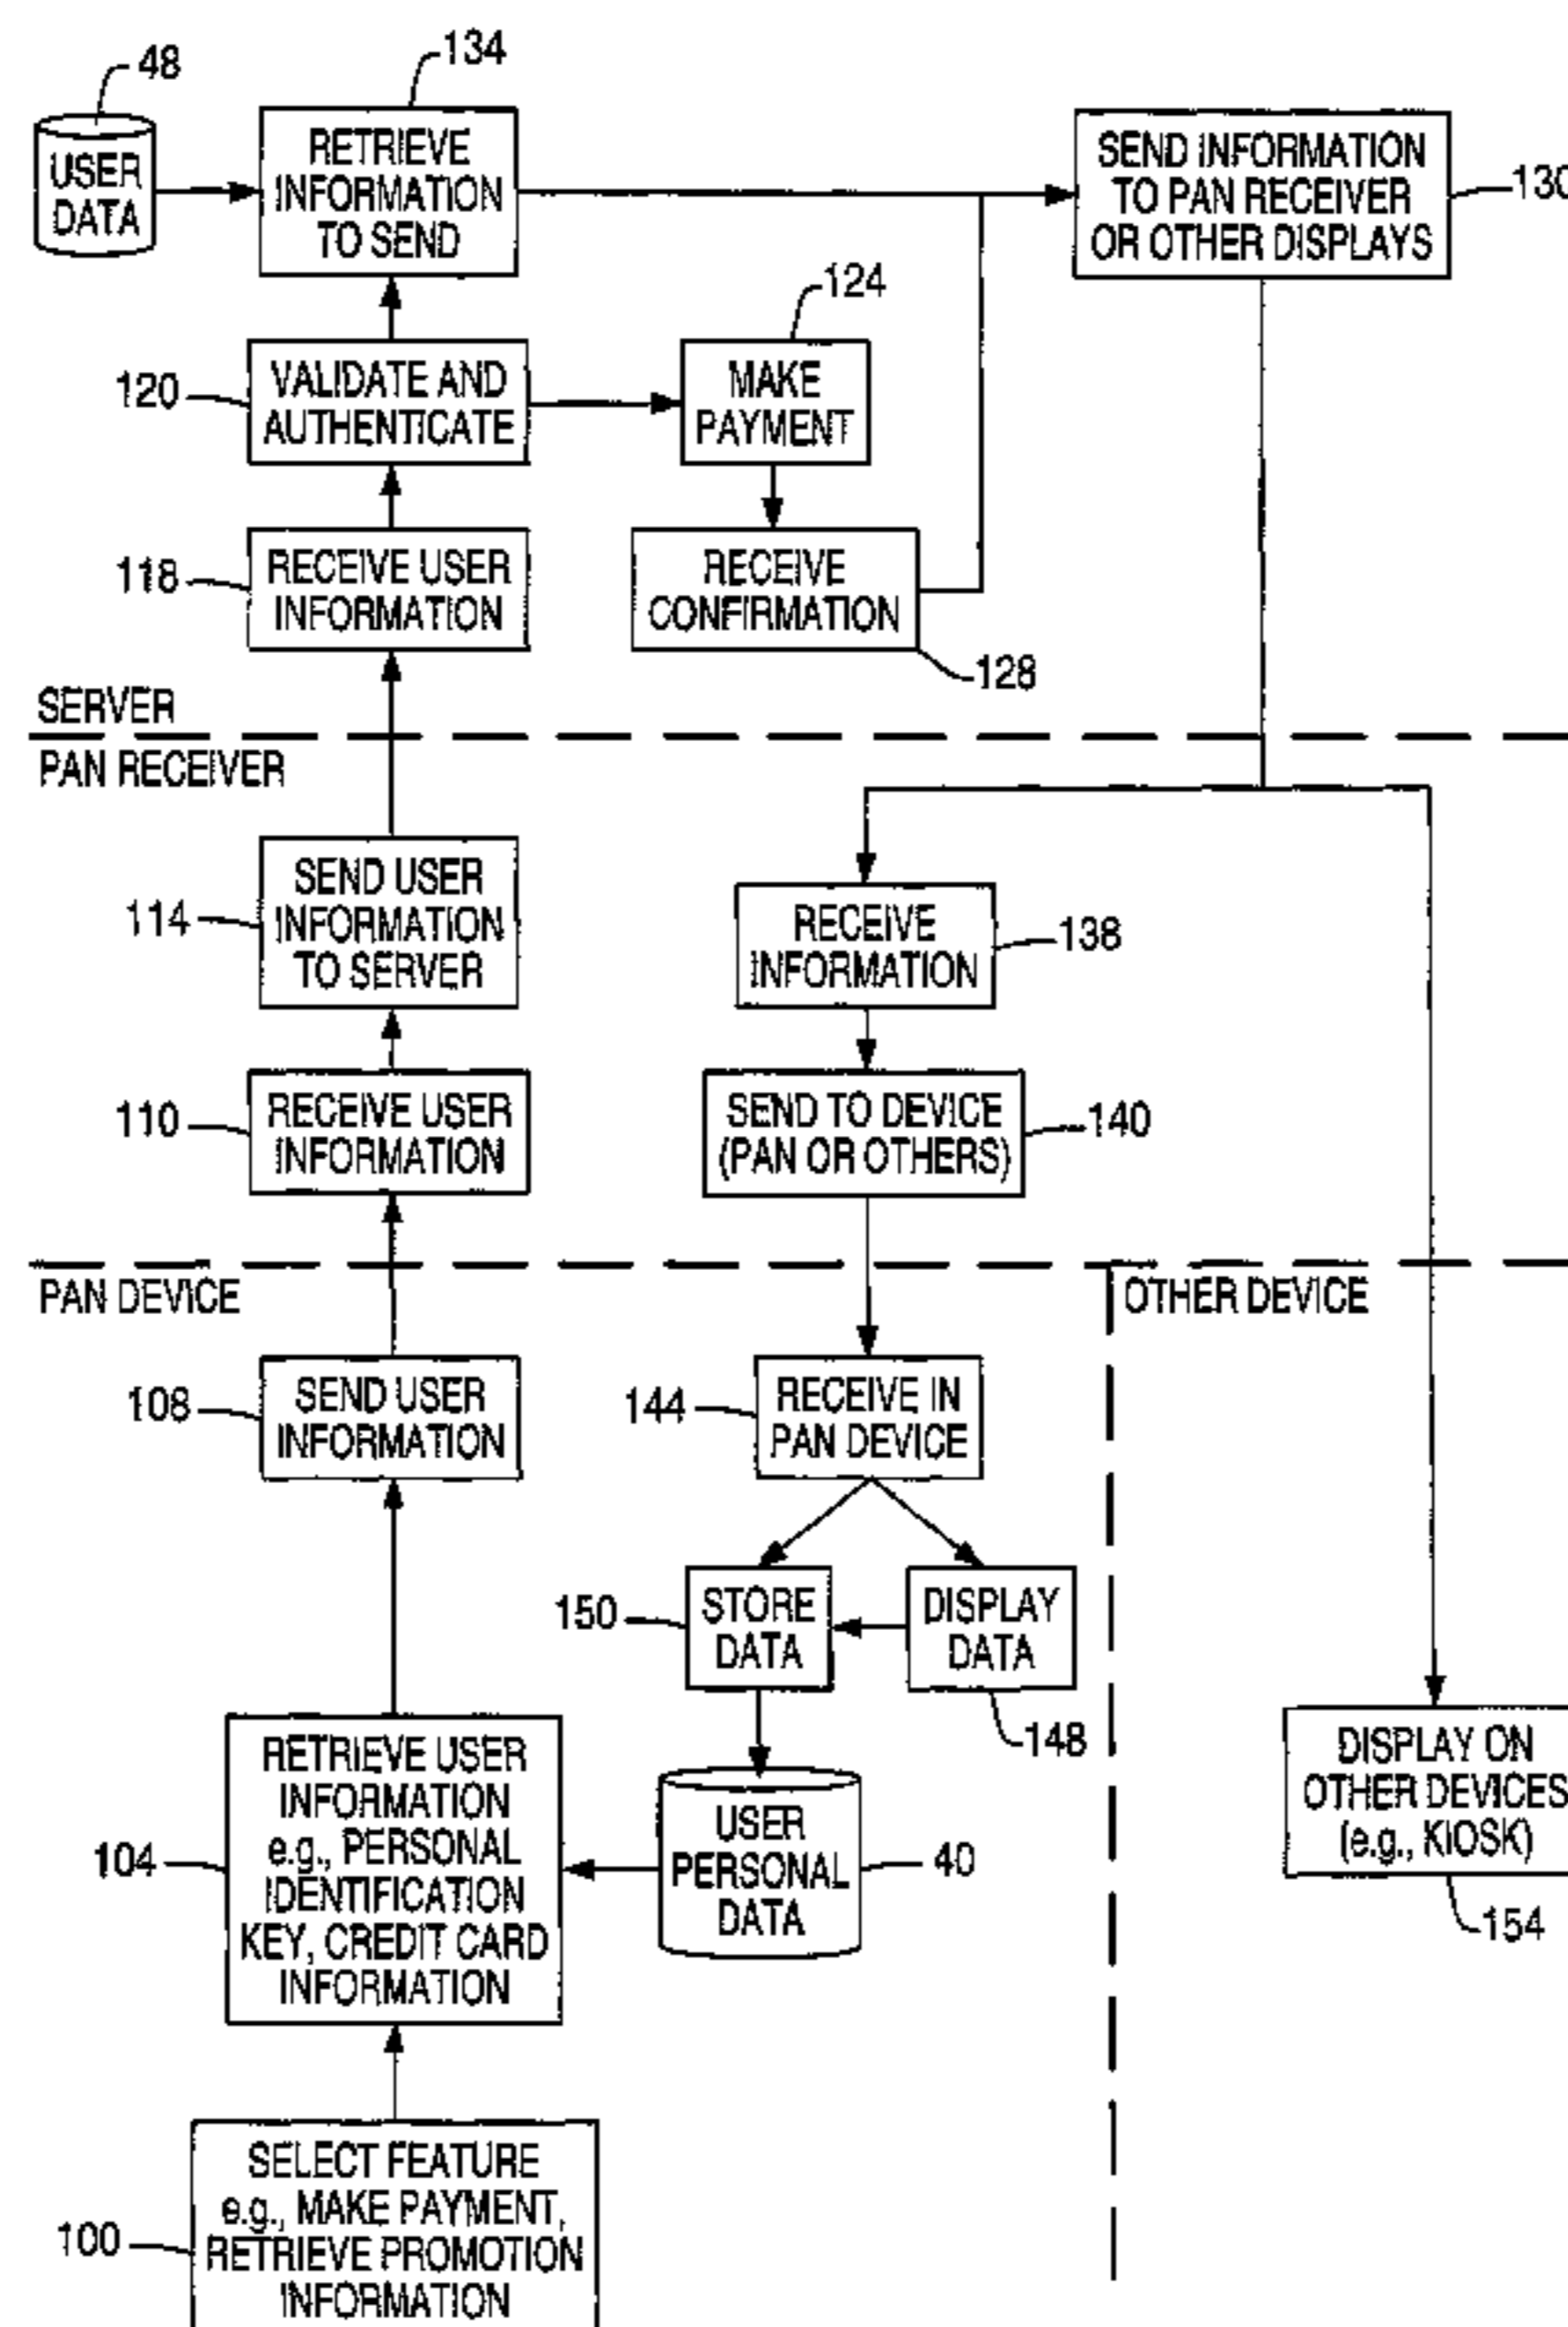 48
USER
DATA
134
RETRIEVE
INFORMATION
TO SEND
SEND INFORMATION
TO PAN RECEIVER
OR OTHER DISPLAYS
130
120
VALIDATE AND
AUTHENTICATE
124
MAKE
PAYMENT
118
RECEIVE USER
INFORMATION
RECEIVE
CONFIRMATION
128
SERVER
PAN RECEIVER
114
SEND USER
INFORMATION
TO SERVER
RECEIVE
INFORMATION
138
110
RECEIVE USER
INFORMATION
SEND TO DEVICE
(PAN OR OTHERS)
140
PAN DEVICE
OTHER DEVICE
108
SEND USER
INFORMATION
144
RECEIVE IN
PAN DEVICE
150
STORE
DATA
DISPLAY
DATA
148
104
RETRIEVE USER
INFORMATION
e.g., PERSONAL
IDENTIFICATION
KEY, CREDIT CARD
INFORMATION
USER
PERSONAL
DATA
40
DISPLAY ON
OTHER DEVICES
(e.g., KIOSK)
154
100
SELECT FEATURE
e.g., MAKE PAYMENT,
RETRIEVE PROMOTION
INFORMATION